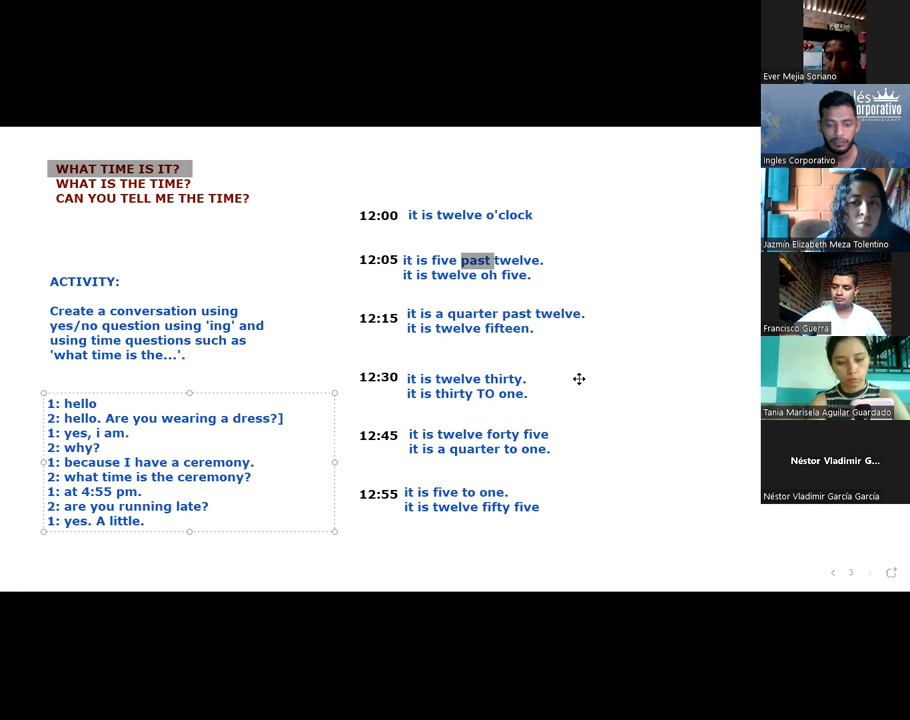 WHAT TIME IS IT?
WHAT IS THE TIME?
CAN YOU TELL ME THE TIME?
ACTIVITY:
Create a conversation using
yes/no question using 'ing' and
using time questions such as
'what time is the...'.
1: hello
2: hello. Are you wearing a dress?]
1: yes, i am.
2: why?
1: because I have a ceremony.
2: what time is the ceremony?
1: at 4:55 pm.
2: are you running late?
1: yes. A little.
12:00 it is twelve o'clock
12:05 it is five past twelve.
it is twelve oh five.
12:15 it is a quarter past twelve.
it is twelve fifteen.
12:30 it is twelve thirty.
it is thirty TO one.
12:45 it is twelve forty five
it is a quarter to one.
12:55 it is five to one.
it is twelve fifty five
3
Ever Mejia Soriano
lés
orporativo
Ingles Corporativo
Jazmín Elizabeth Meza Tolentino
Francisco Guerra
Tania Marisela Aguilar Guardado
Néstor Vladimir G...
Néstor Vladimir García García